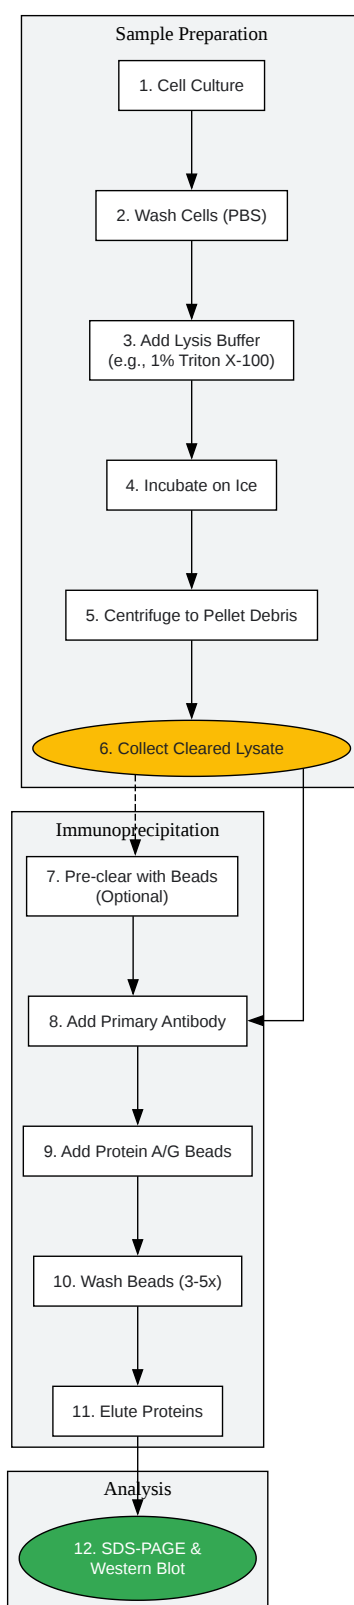 Sample Preparation
1. Cell Culture
2. Wash Cells (PBS)
3. Add Lysis Buffer
(e.g., 1% Triton X-100)
4. Incubate on Ice
5. Centrifuge to Pellet Debris
6. Collect Cleared Lysate
Immunoprecipitation
7. Pre-clear with Beads
(Optional)
8. Add Primary Antibody
9. Add Protein A/G Beads
10. Wash Beads (3-5x)
11. Elute Proteins
Analysis
12. SDS-PAGE &
Western Blot